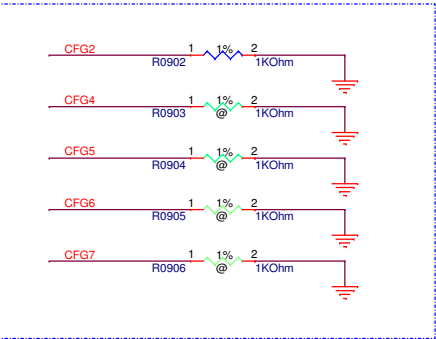 CFG2 1 1% 2
R0902 1KOhm
CFG4 1 1% 2
R0903 @ 1KOhm
CFG5 1 1% 2
R0904 @ 1KOhm
CFG6 1 1% 2
R0905 @ 1KOhm
CFG7 1 1% 2
R0906 @ 1KOhm